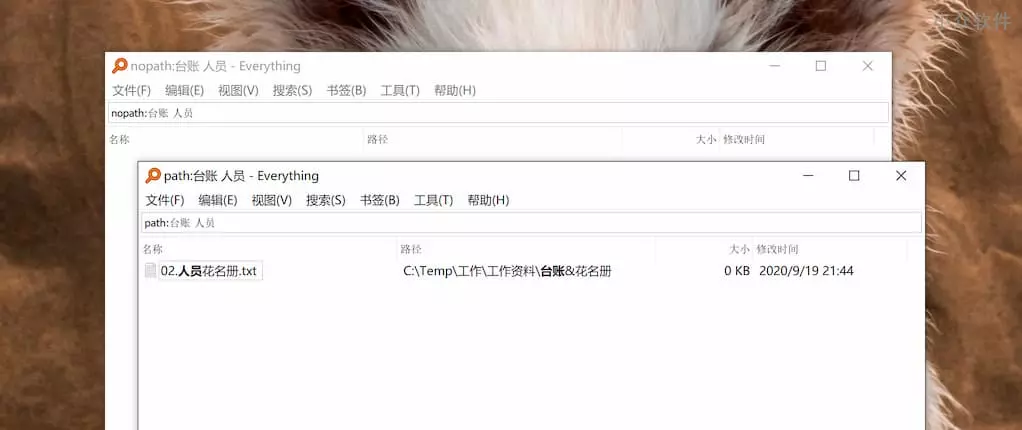 nopath:台账 人员 - Everything
文件(F) 编辑(E) 视图(V) 搜索(S) 书签(B) 工具(T) 帮助(H)
nopath:台账 人员
名称 路径 大小 修改时间
path:台账 人员 - Everything
文件(F) 编辑(E) 视图(V) 搜索(S) 书签(B) 工具(T) 帮助(H)
path:台账 人员
名称 路径 大小 修改时间
02.人员花名册.txt C:\Temp\工作\工作资料\台账&花名册 0 KB 2020/9/19 21:44